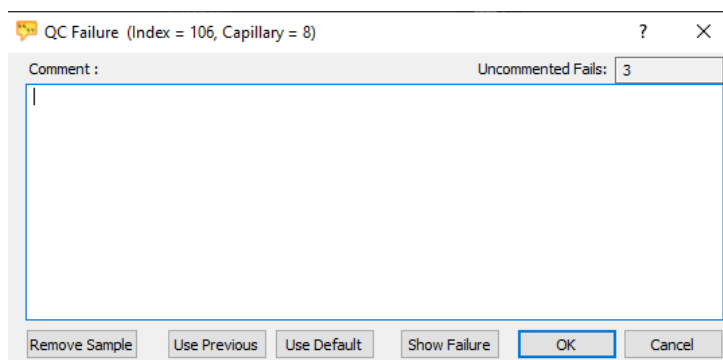 QC Failure (Index = 106, Capillary = 8)
Comment :
Uncommented Fails: 3
Remove Sample
Use Previous
Use Default
Show Failure
OK
Cancel